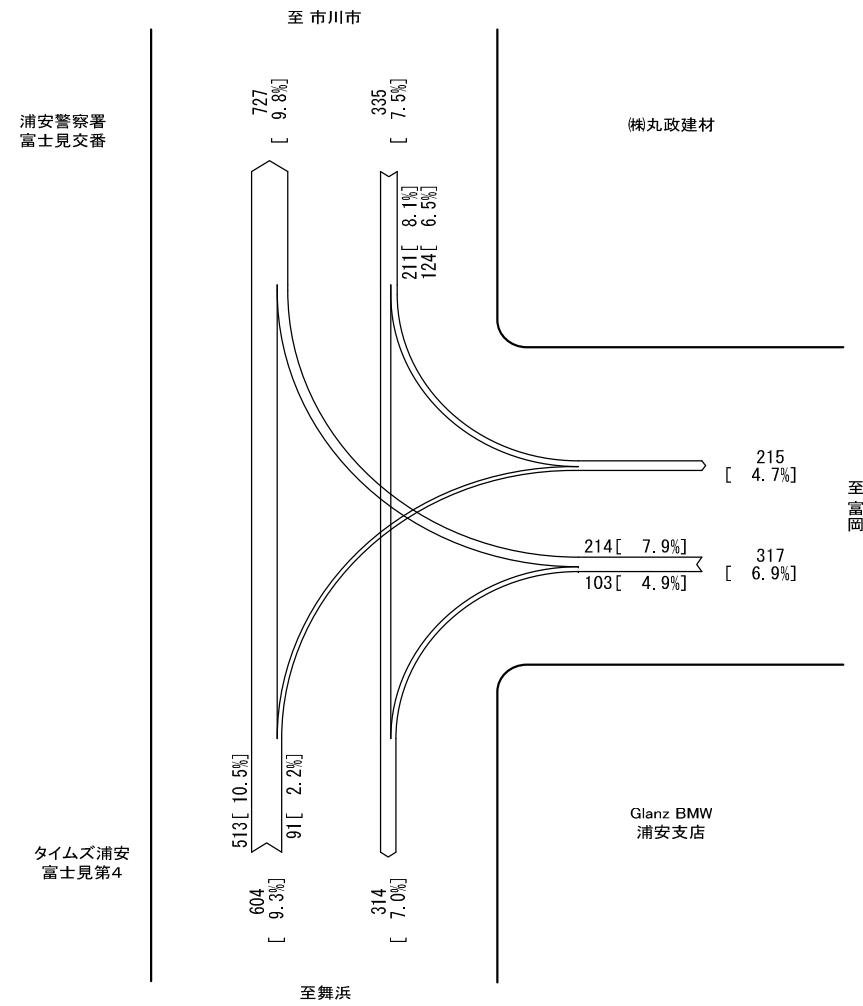 至 市川市
727
[ 9.8%]
335
[ 7.5%]
浦安警察署
富士見交番
㈱丸政建材
211[ 8.1%]
124[ 6.5%]
215
[ 4.7%]
至富岡
214[ 7.9%]
317
[ 6.9%]
103[ 4.9%]
513[ 10.5%]
91[ 2.2%]
Glanz BMW
浦安支店
タイムズ浦安
富士見第4
604
[ 9.3%]
314
[ 7.0%]
至舞浜